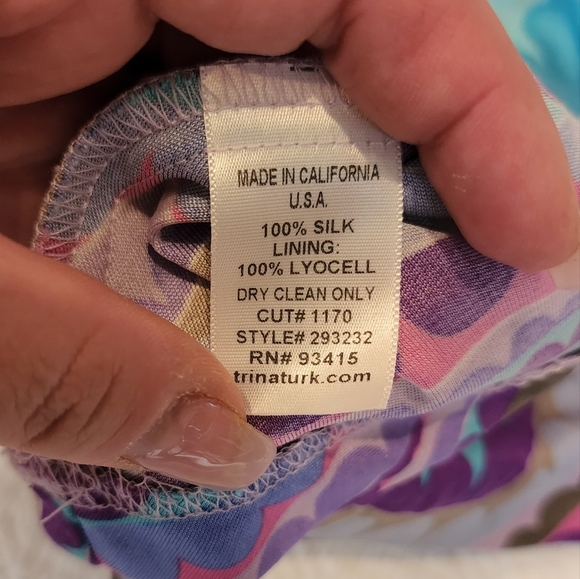 MADE IN CALIFORNIA
U.S.A.
100% SILK
LINING:
100% LYOCELL
DRY CLEAN ONLY
CUT# 1170
STYLE# 293232
RN# 93415
trinaturk.com